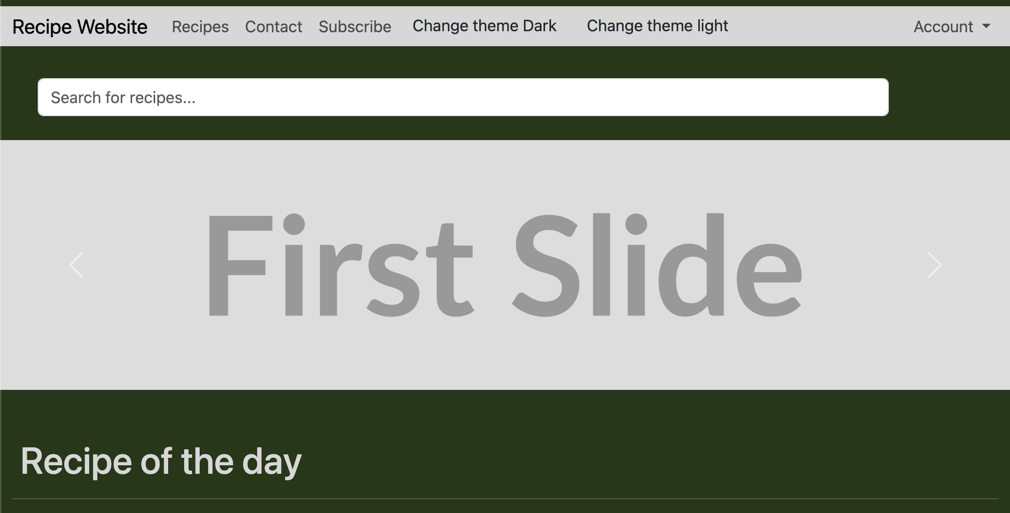 Recipe Website Recipes Contact Subscribe Change theme Dark Change theme light Account
Search for recipes...
First Slide
Recipe of the day